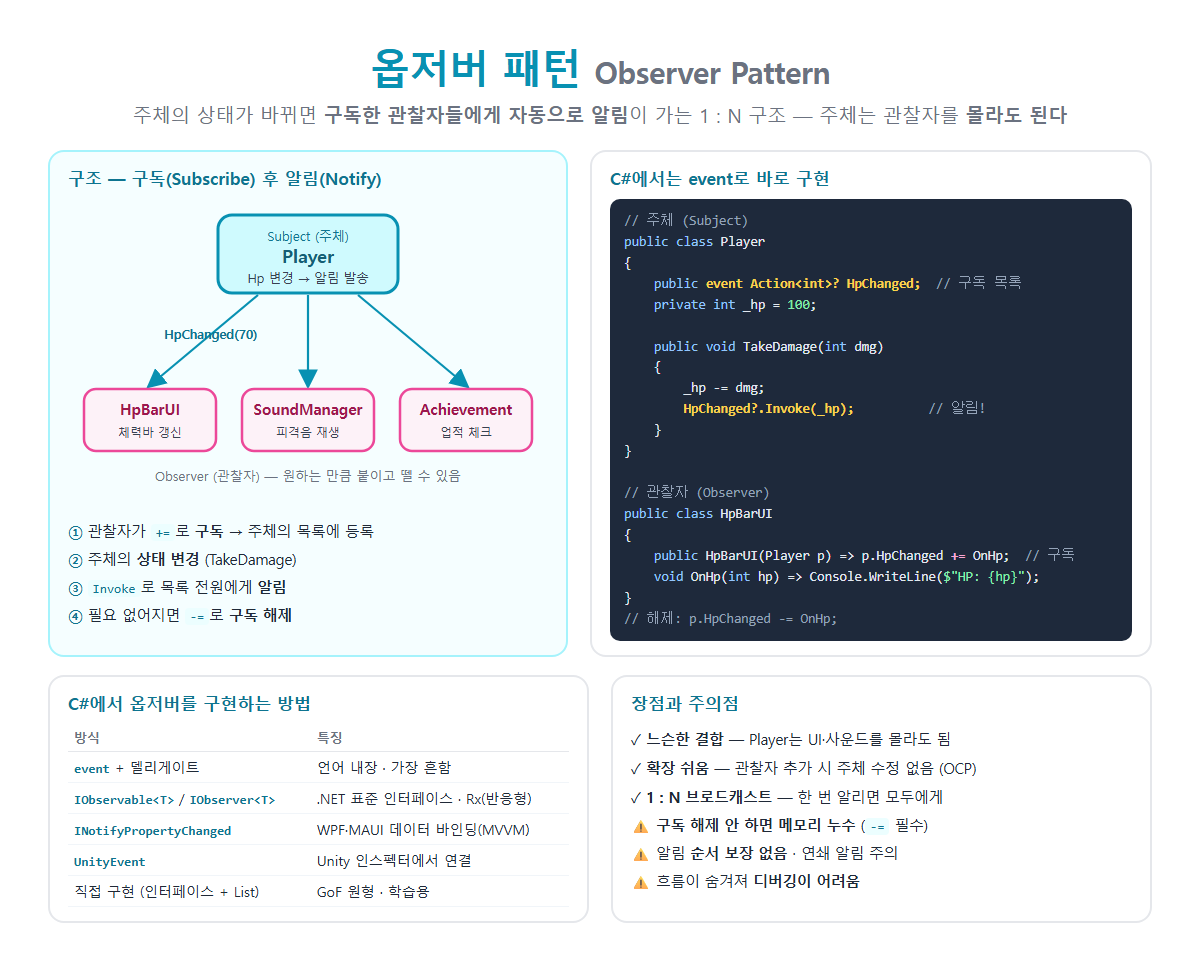 옵저버 패턴 Observer Pattern
주체의 상태가 바뀌면 구독한 관찰자들에게 자동으로 알림이 가는 1 : N 구조 — 주체는 관찰자를 몰라도 된다
구조 — 구독(Subscribe) 후 알림(Notify)
Subject (주체)
Player
Hp 변경 → 알림 발송
HpChanged(70)
HpBarUI
체력바 갱신
SoundManager
피격음 재생
Achievement
업적 체크
Observer (관찰자) — 원하는 만큼 붙이고 뗄 수 있음
① 관찰자가 += 로 구독 → 주체의 목록에 등록
② 주체의 상태 변경 (TakeDamage)
③ Invoke 로 목록 전원에게 알림
④ 필요 없어지면 -= 로 구독 해제
C#에서는 event로 바로 구현
// 주체 (Subject)
public class Player
{
    public event Action<int>? HpChanged;  // 구독 목록
    private int _hp = 100;
    public void TakeDamage(int dmg)
    {
        _hp -= dmg;
        HpChanged?.Invoke(_hp);          // 알림!
    }
}
// 관찰자 (Observer)
public class HpBarUI
{
    public HpBarUI(Player p) => p.HpChanged += OnHp;  // 구독
    void OnHp(int hp) => Console.WriteLine($"HP: {hp}");
}
// 해제: p.HpChanged -= OnHp;
C#에서 옵저버를 구현하는 방법
방식 특징
event + 델리게이트 언어 내장 · 가장 흔함
IObservable<T> / IObserver<T> .NET 표준 인터페이스 · Rx(반응형)
INotifyPropertyChanged WPF·MAUI 데이터 바인딩(MVVM)
UnityEvent Unity 인스펙터에서 연결
직접 구현 (인터페이스 + List) GoF 원형 · 학습용
장점과 주의점
✓ 느슨한 결합 — Player는 UI·사운드를 몰라도 됨
✓ 확장 쉬움 — 관찰자 추가 시 주체 수정 없음 (OCP)
✓ 1 : N 브로드캐스트 — 한 번 알리면 모두에게
⚠ 구독 해제 안 하면 메모리 누수 ( -= 필수)
⚠ 알림 순서 보장 없음 · 연쇄 알림 주의
⚠ 흐름이 숨겨져 디버깅이 어려움